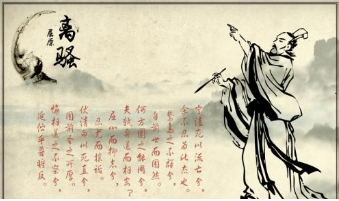 离骚
屈原
宁溘死以流亡兮，
余不忍为此态也。
鸷鸟之不群兮，
自前世而固然。
何方圜之能周兮，
夫孰异道而相安？
屈心而抑志兮，
忍尤而攘诟。
伏清白以死直兮，
固前圣之所厚。
悔相道之不察兮，
延伫乎吾将反。